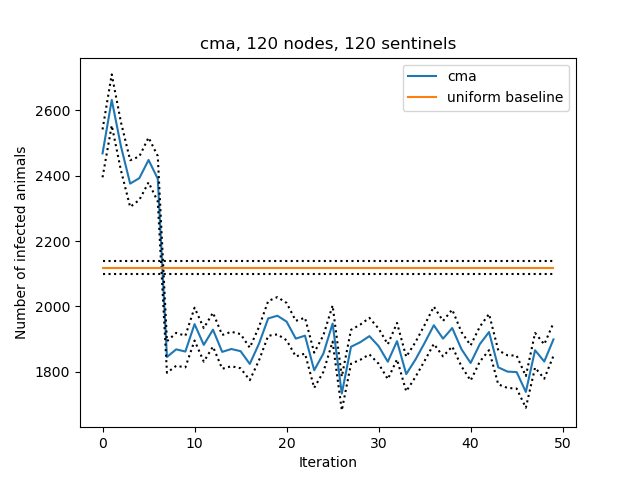 cma, 120 nodes, 120 sentinels
cma
uniform baseline
Number of infected animals
2600
2400
2200
2000
1800
0 10 20 30 40 50
Iteration